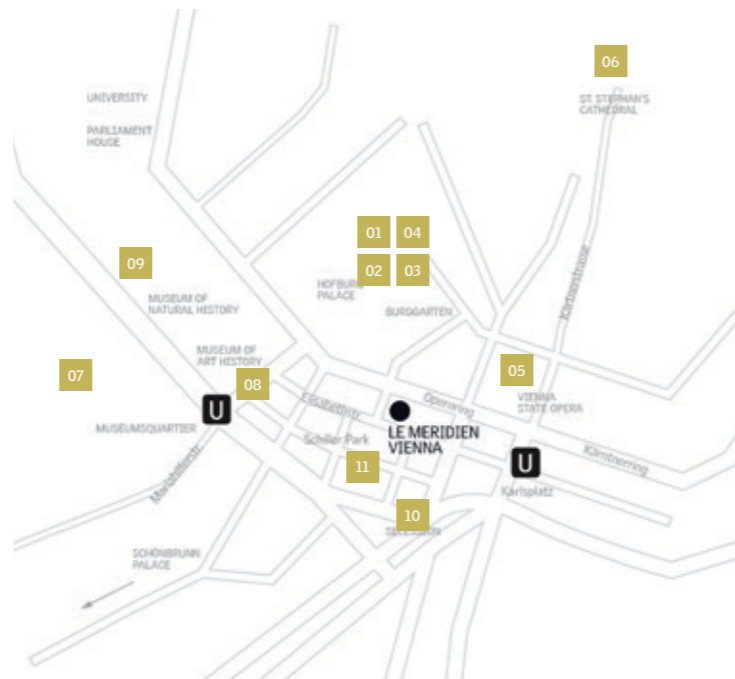 06
UNIVERSITY
ST. STEPHAN'S
CATHEDRAL
PARLIAMENT
HOUSE
01 04
09
02 03
HOFBURG
PALACE
Kärtnerstrasse
MUSEUM OF
NATURAL HISTORY
BURGGARTEN
MUSEUM OF
ART HISTORY
07
08
05
Elisabethstr.
Opernring
VIENNA
STATE OPERA
U
MUSEUMSQUARTIER
LE MERIDIEN
VIENNA
Schiller Park
Kärntnerring
11
U
Mariahilferstr.
Karlsplatz
10
SECESSION
SCHÖNBRUNN
PALACE